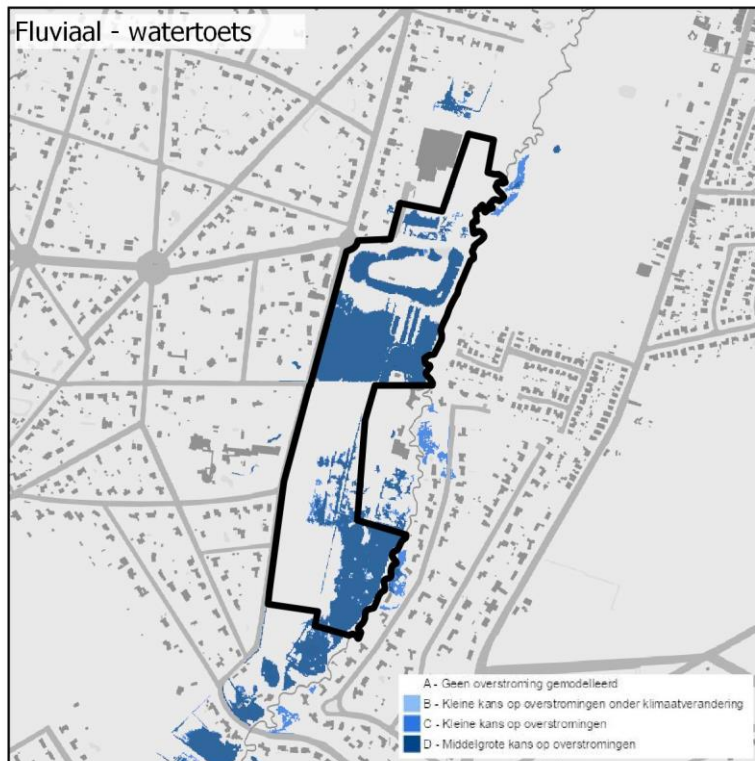 Fluviaal - watertoets
A - Geen overstroming gemodelleerd
B - Kleine kans op overstromingen onder klimaatverandering
C - Kleine kans op overstromingen
D - Middelgrote kans op overstromingen